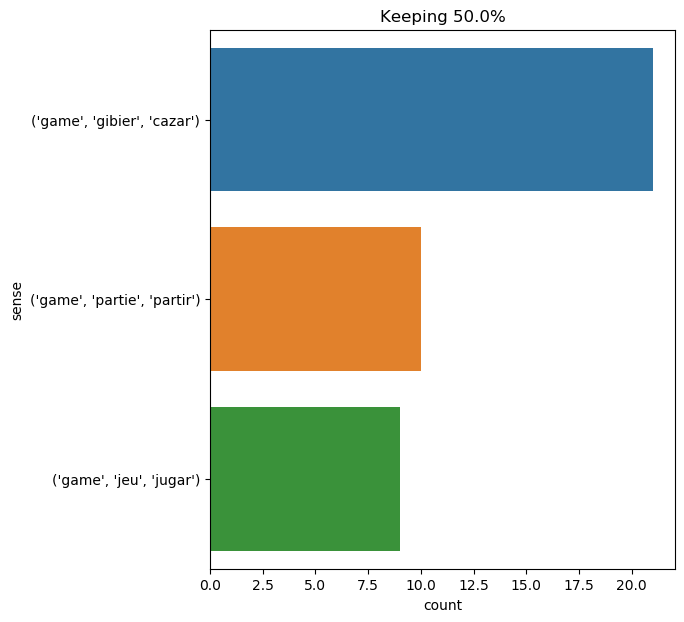 Keeping 50.0%
('game', 'gibier', 'cazar')
('game', 'partie', 'partir')
('game', 'jeu', 'jugar')
sense
0.0 2.5 5.0 7.5 10.0 12.5 15.0 17.5 20.0
count